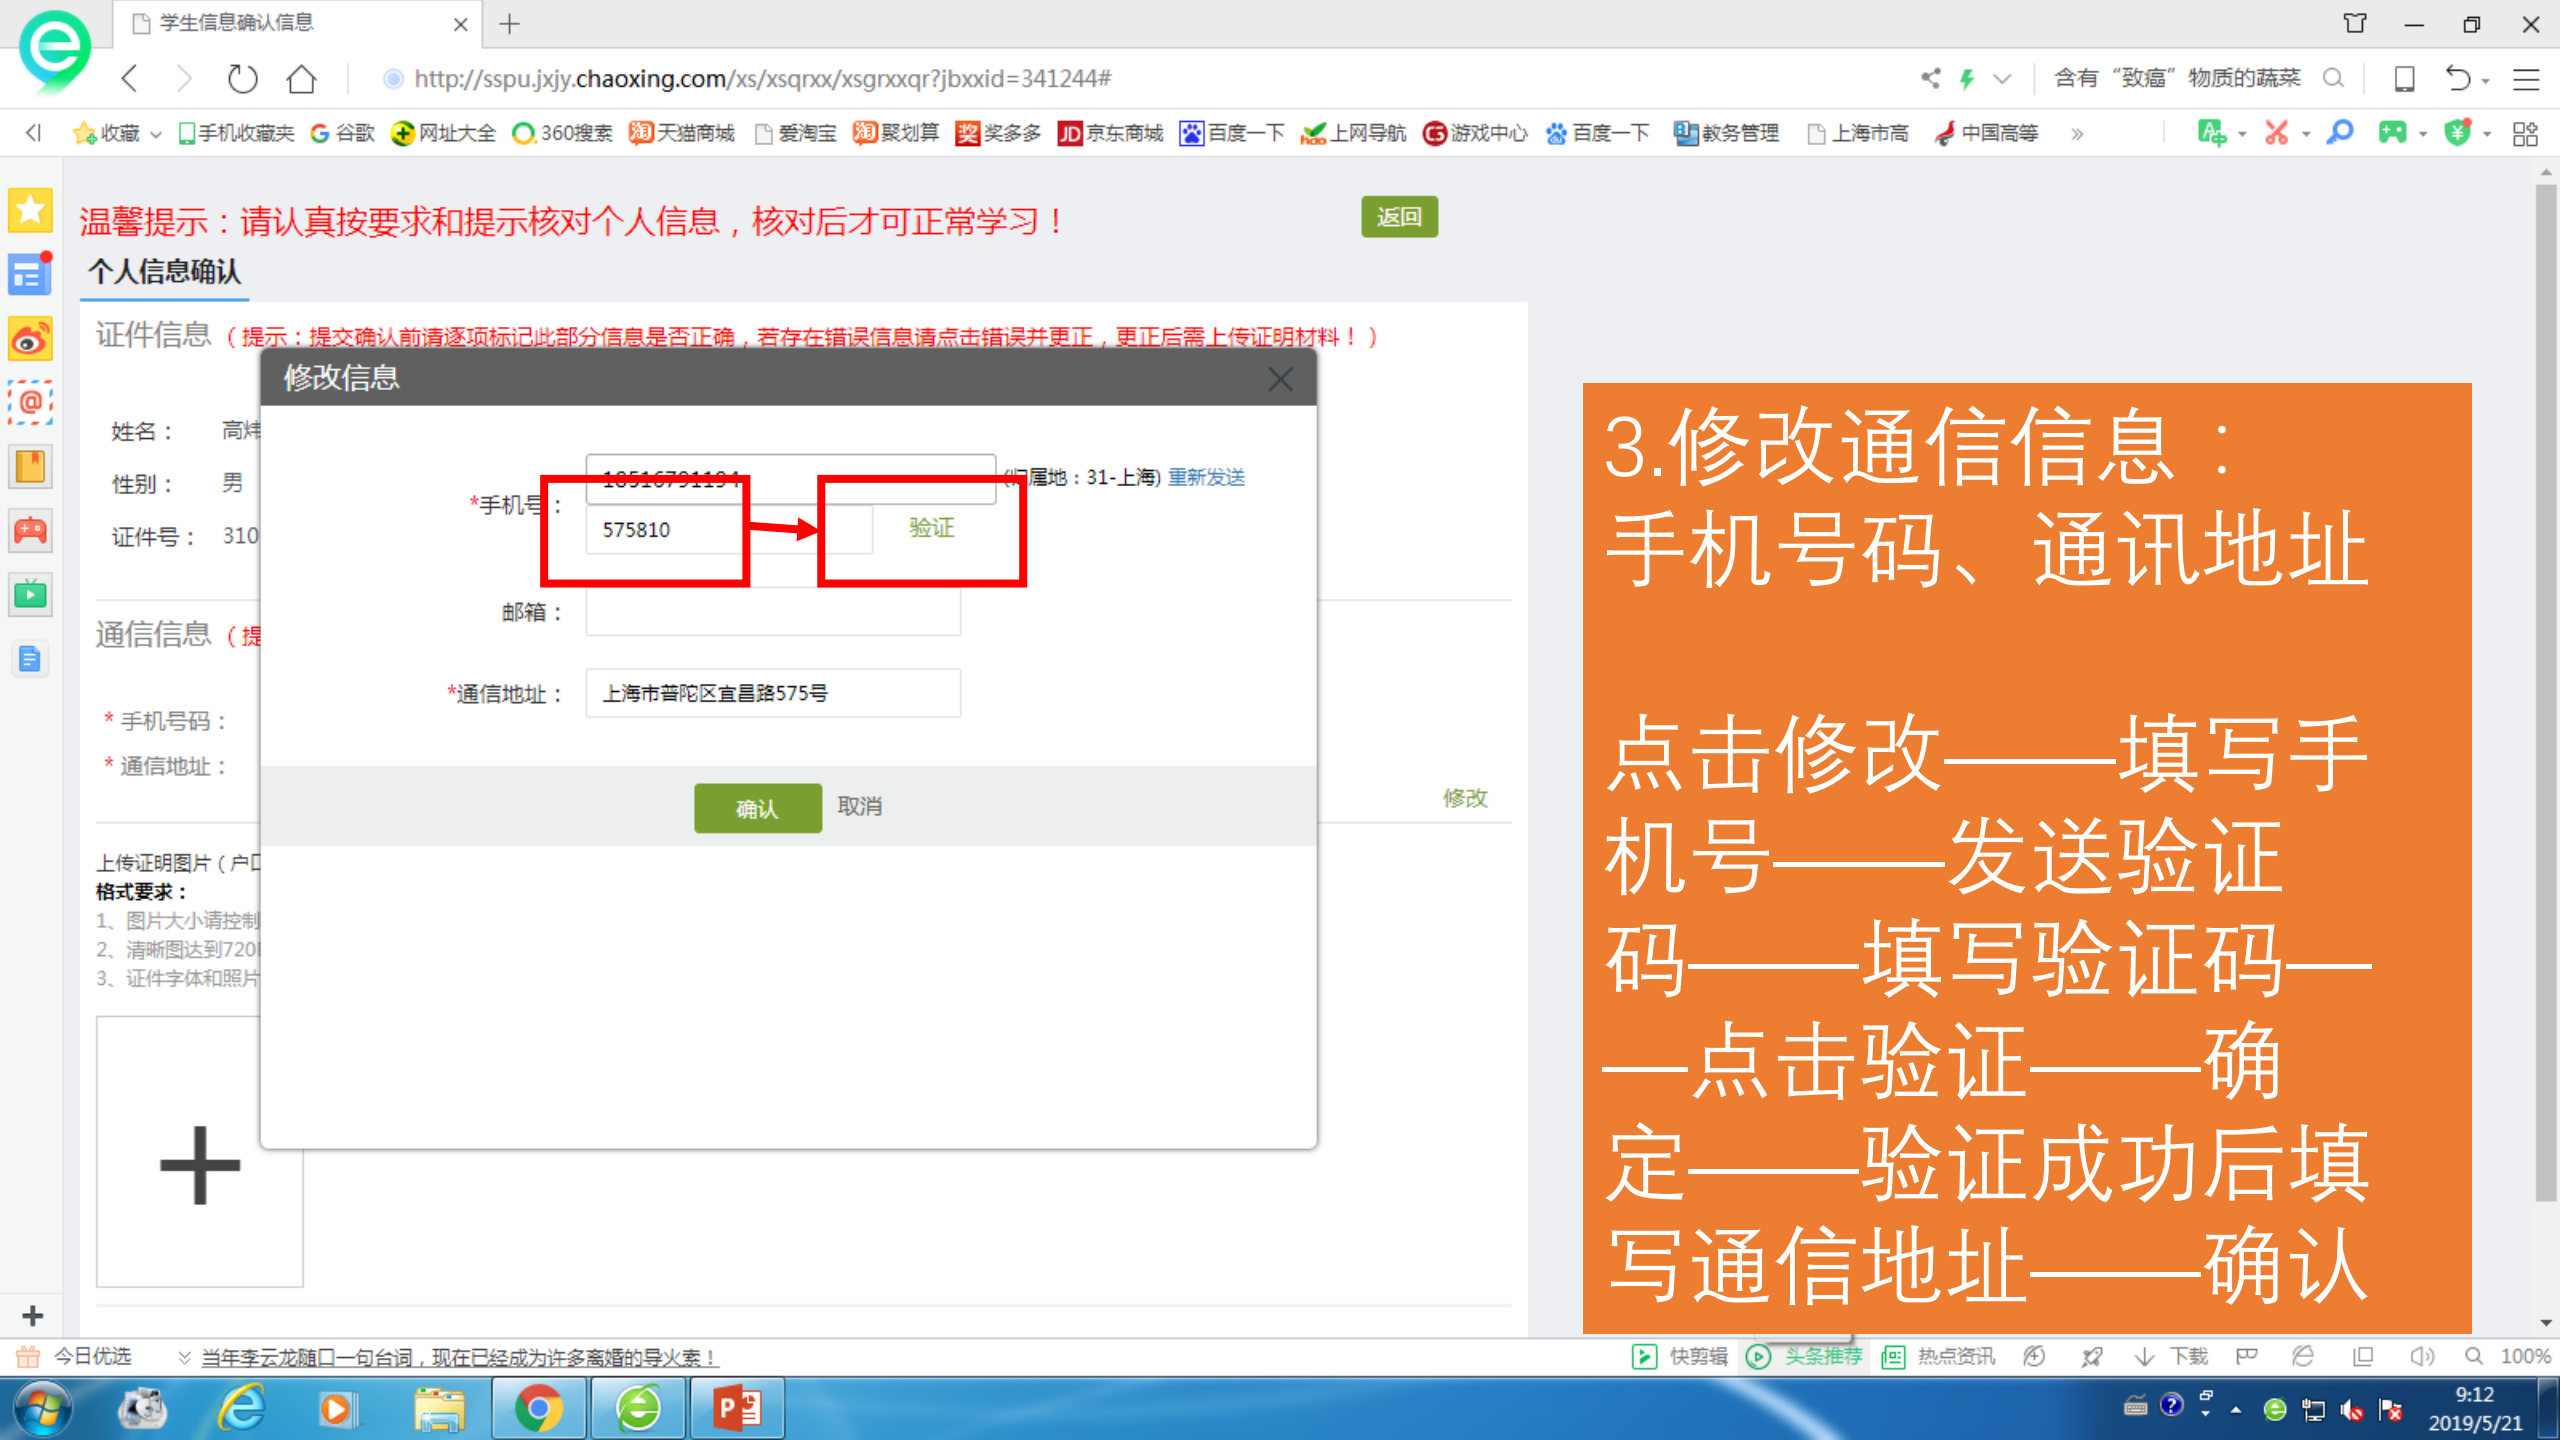 学生信息确认信息
http://sspu.jxjy.chaoxing.com/xs/xsqrxx/xsgrxxqr?jbxxid=341244#
含有“致癌”物质的蔬菜
收藏 手机收藏夹 谷歌 网址大全 360搜索 天猫商城 爱淘宝 聚划算 奖多多 京东商城 百度一下 上网导航 游戏中心 百度一下 教务管理 上海市高 中国高等 »
温馨提示：请认真按要求和提示核对个人信息，核对后才可正常学习！
返回
个人信息确认
证件信息（提示：提交确认前请逐项标记此部分信息是否正确，若存在错误信息请点击错误并更正，更正后需上传证明材料！）
修改信息
姓名： 高炜
性别： 男
证件号： 310
*手机号： 18516791194 (归属地：31-上海) 重新发送
575810 验证
邮箱：
通信信息（提
*通信地址： 上海市普陀区宜昌路575号
* 手机号码：
* 通信地址：
确认 取消
修改
上传证明图片（户口
格式要求：
1、图片大小请控制
2、清晰图达到720
3、证件字体和照片
3.修改通信信息：
手机号码、通讯地址
点击修改——填写手
机号——发送验证
码——填写验证码—
—点击验证——确
定——验证成功后填
写通信地址——确认
今日优选 当年李云龙随口一句台词，现在已经成为许多离婚的导火索！
快剪辑 头条推荐 热点资讯 下载 100%
9:12
2019/5/21